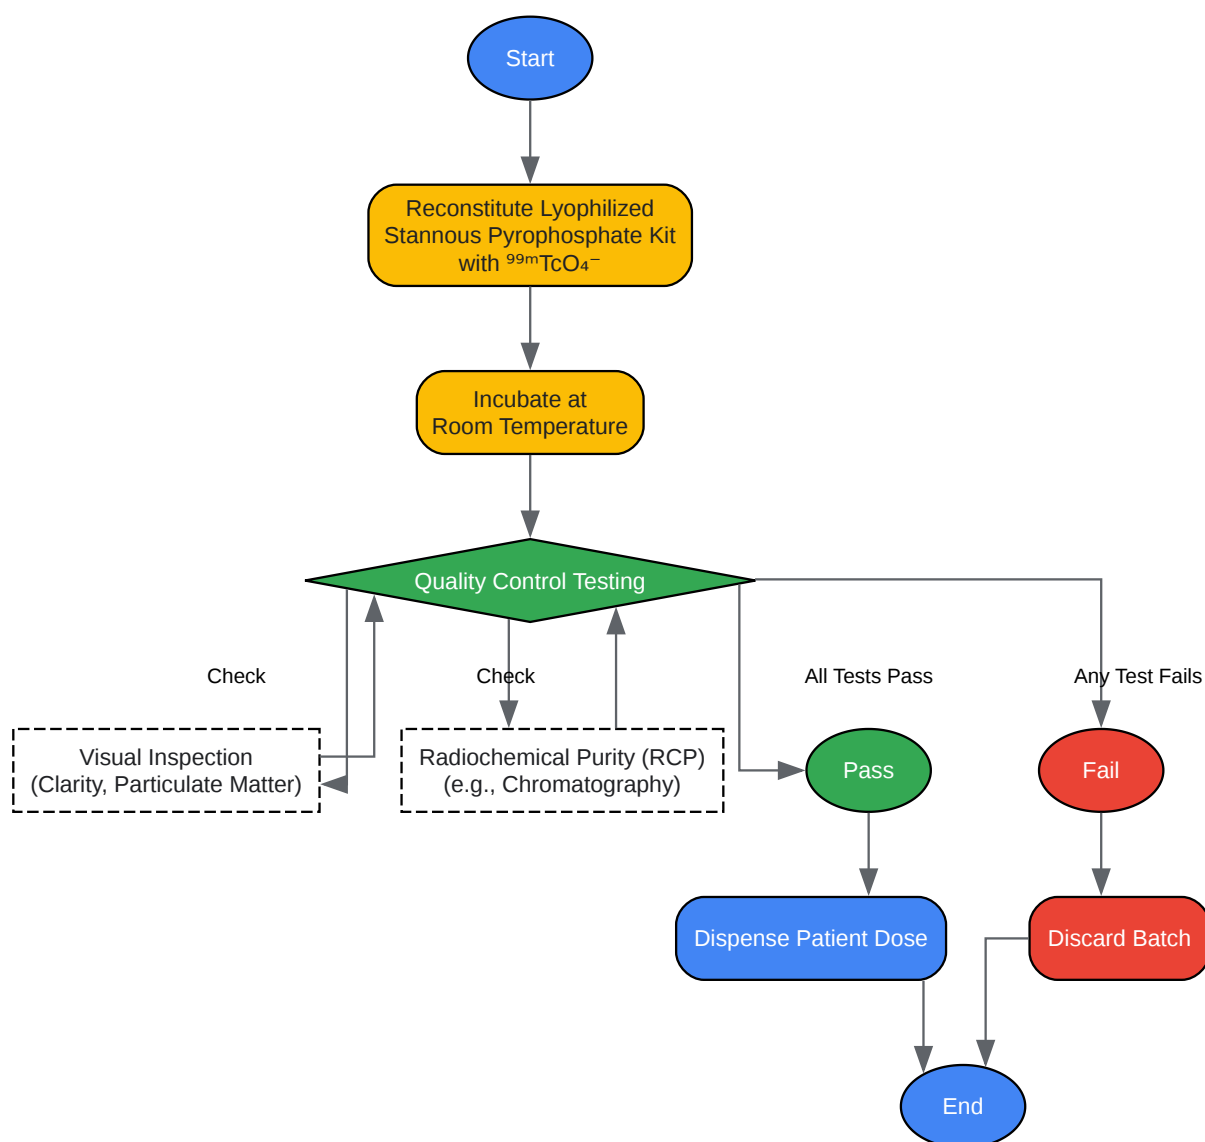 Start
Reconstitute Lyophilized
Stannous Pyrophosphate Kit
with ⁹⁹ᵐTcO₄⁻
Incubate at
Room Temperature
Quality Control Testing
Check
Check
All Tests Pass
Any Test Fails
Visual Inspection
(Clarity, Particulate Matter)
Radiochemical Purity (RCP)
(e.g., Chromatography)
Pass
Fail
Dispense Patient Dose
Discard Batch
End